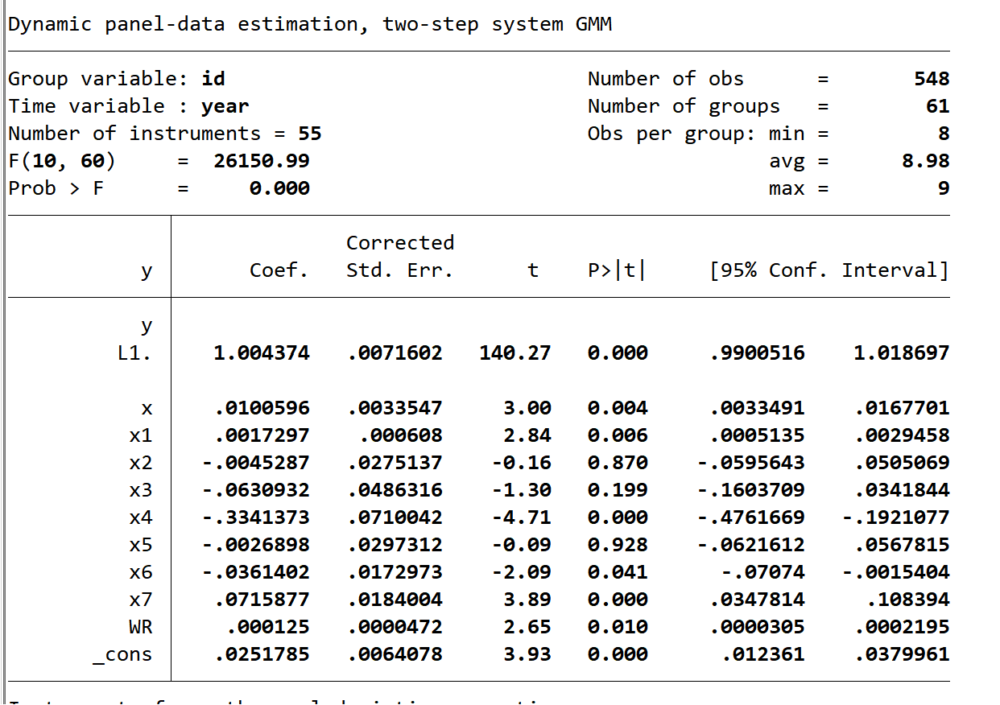 Dynamic panel-data estimation, two-step system GMM
Group variable: id Number of obs = 548
Time variable : year Number of groups = 61
Number of instruments = 55 Obs per group: min = 8
F(10, 60) = 26150.99 avg = 8.98
Prob > F = 0.000 max = 9
Corrected
y Coef. Std. Err. t P>|t| [95% Conf. Interval]
y
L1. 1.004374 .0071602 140.27 0.000 .9900516 1.018697
x .0100596 .0033547 3.00 0.004 .0033491 .0167701
x1 .0017297 .000608 2.84 0.006 .0005135 .0029458
x2 -.0045287 .0275137 -0.16 0.870 -.0595643 .0505069
x3 -.0630932 .0486316 -1.30 0.199 -.1603709 .0341844
x4 -.3341373 .0710042 -4.71 0.000 -.4761669 -.1921077
x5 -.0026898 .0297312 -0.09 0.928 -.0621612 .0567815
x6 -.0361402 .0172973 -2.09 0.041 -.07074 -.0015404
x7 .0715877 .0184004 3.89 0.000 .0347814 .108394
WR .000125 .0000472 2.65 0.010 .0000305 .0002195
_cons .0251785 .0064078 3.93 0.000 .012361 .0379961